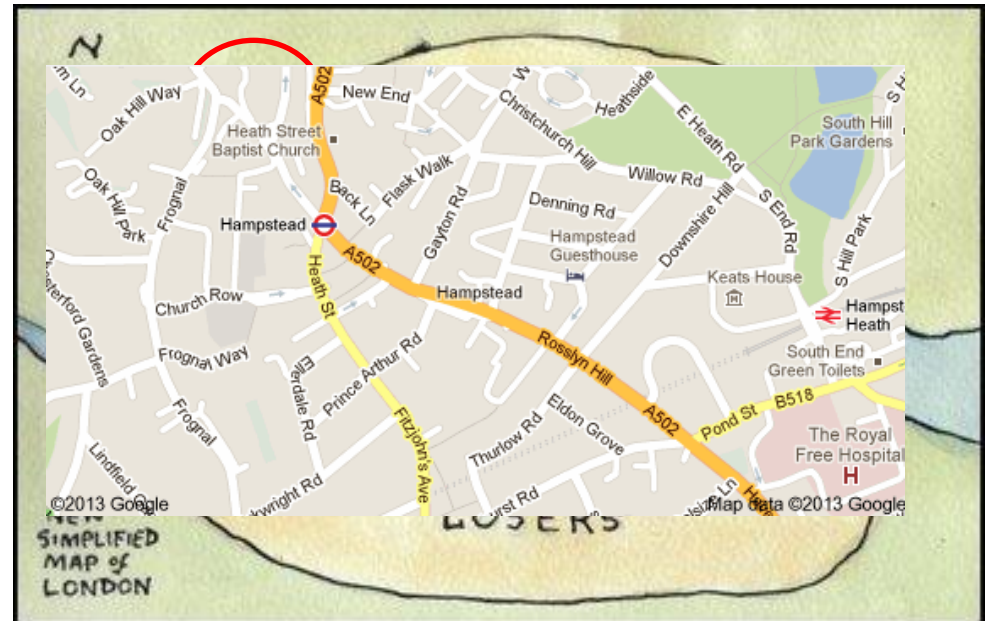 N
A502
New End
Oak Hill Way
Heathside
Christchurch Hill
E Heath Rd
South Hill
Park Gardens
Heath Street
Baptist Church
Flask Walk
Back Ln
Willow Rd
Oak Hill Park
Frognal
Gayton Rd
Denning Rd
Downshire Hill
S End Rd
S Hill Park
Hampstead
Hampstead
Guesthouse
A502
Keats House
Heath St
Church Row
Hampstead
Hampst
Heath
Rosslyn Hill
Frognal Way
Prince Arthur Rd
South End
Green Toilets
B518
Pond St
A502
Eldon Grove
Thurlow Rd
Fitzjohn's Ave
Frognal
The Royal
Free Hospital
H
©2013 Google
Map data ©2013 Google
LOSERS
NEW
SIMPLIFIED
MAP of
LONDON